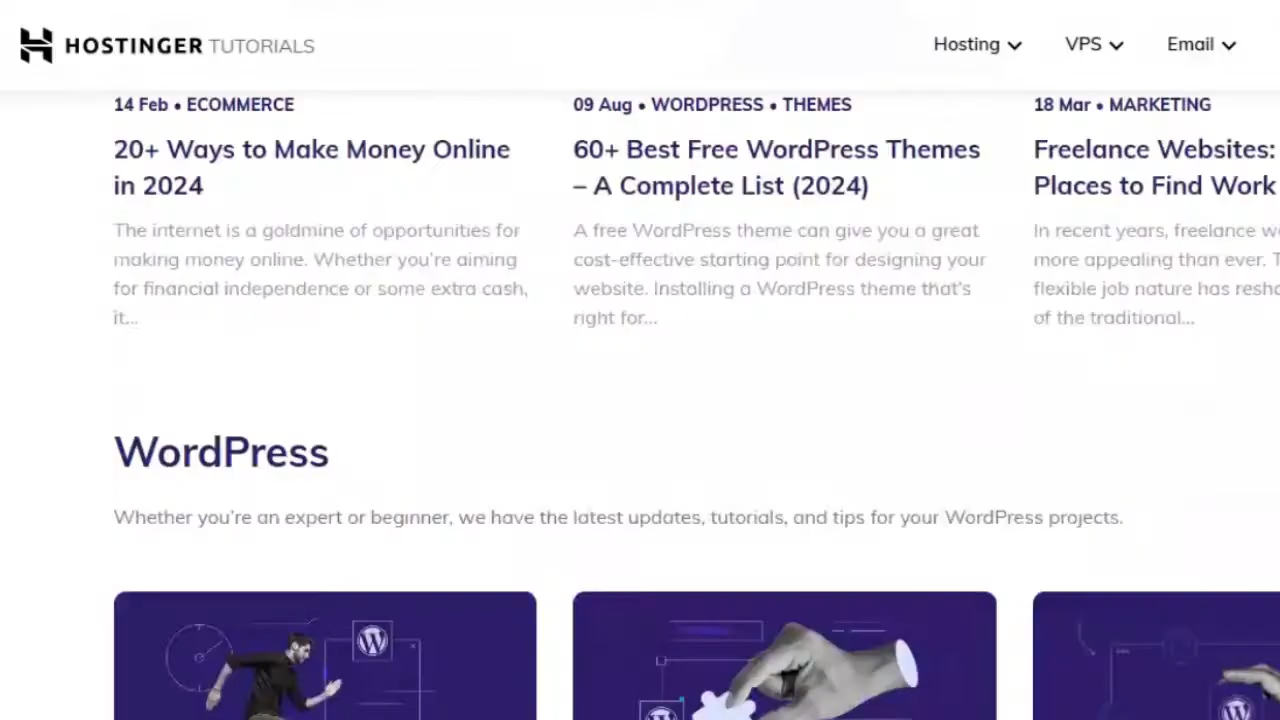 HOSTINGER TUTORIALS
Hosting
VPS
Email
14 Feb • ECOMMERCE
20+ Ways to Make Money Online
in 2024
The internet is a goldmine of opportunities for
making money online. Whether you're aiming
for financial independence or some extra cash,
it...
09 Aug • WORDPRESS • THEMES
60+ Best Free WordPress Themes
– A Complete List (2024)
A free WordPress theme can give you a great
cost-effective starting point for designing your
website. Installing a WordPress theme that's
right for...
18 Mar • MARKETING
Freelance Websites:
Places to Find Work
In recent years, freelance
more appealing than ever.
flexible job nature has
of the traditional...
WordPress
Whether you're an expert or beginner, we have the latest updates, tutorials, and tips for your WordPress projects.